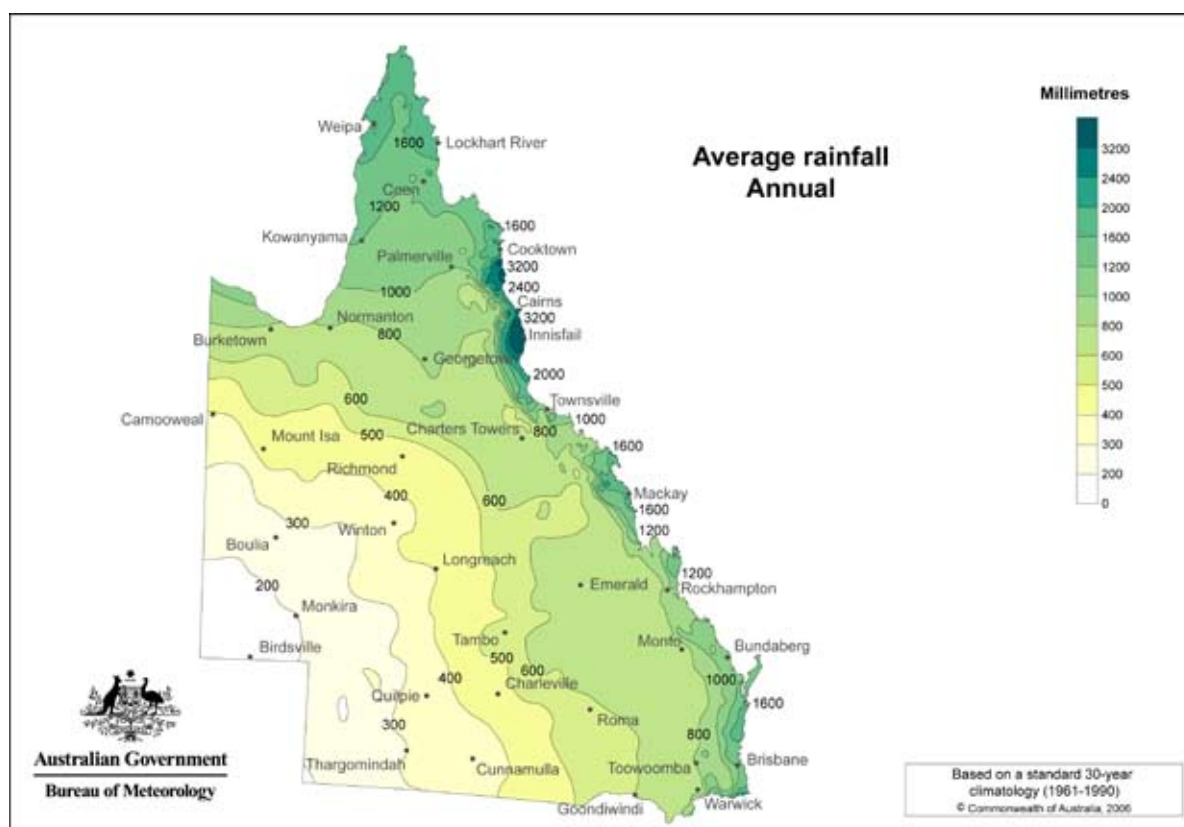 Millimetres
Average rainfall
Annual
3200
2400
2000
1600
1200
1000
800
600
500
400
300
200
0
Weipa
1600
Lockhart River
Coen
1200
1600
Kowanyama
Cooktown
Palmerville
3200
1000
2400
Cairns
Normanton
3200
Burketown
800
Innisfail
Georgetown
2000
600
Townsville
Camooweal
1000
500
Charters Towers
800
Mount Isa
1600
Richmond
400
600
Mackay
1600
300
Winton
1200
Boulia
Longreach
1200
200
Emerald
Rockhampton
Monkira
Tambo
Monto
Birdsville
500
Bundaberg
600
400
1000
Quilpie
Charleville
1600
300
Roma
800
Thargomindah
Cunnamulla
Toowoomba
Brisbane
Goondiwindi
Warwick
Australian Government
Bureau of Meteorology
Based on a standard 30-year
climatology (1961-1990)
© Commonwealth of Australia, 2006